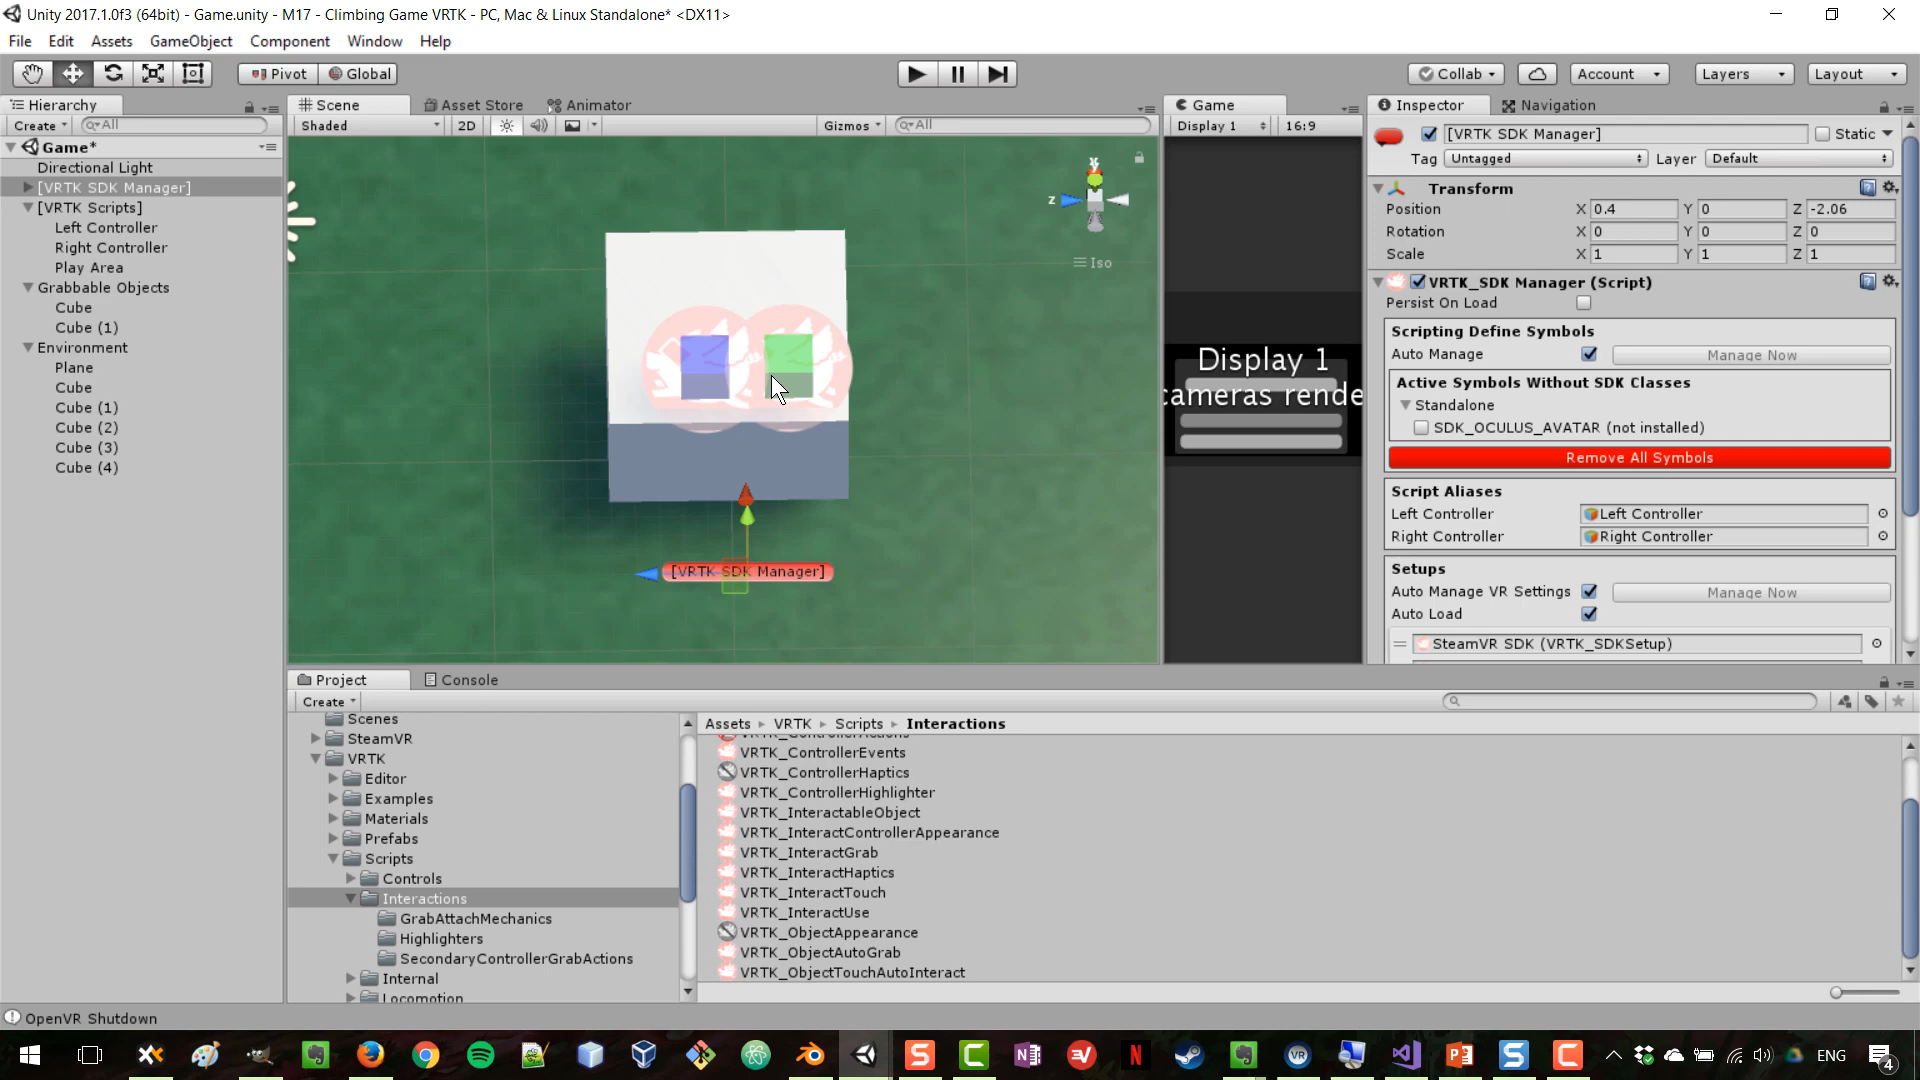 Unity 2017.1.0f3 (64bit) - Game.unity - M17 - Climbing Game VRTK - PC, Mac & Linux Standalone* <DX11>
File Edit Assets GameObject Component Window Help
Pivot Global Collab Account Layers Layout
Hierarchy
Create All
Game*
Directional Light
[VRTK SDK Manager]
[VRTK Scripts]
Left Controller
Right Controller
Play Area
Grabbable Objects
Cube
Cube (1)
Environment
Plane
Cube
Cube (1)
Cube (2)
Cube (3)
Cube (4)
Scene Asset Store Animator
Shaded 2D Gizmos All
y
z
Iso
[VRTK SDK Manager]
Game
Display 1 16:9
Display 1
cameras rende
Inspector Navigation
[VRTK SDK Manager] Static
Tag Untagged Layer Default
Transform
Position X 0.4 Y 0 Z -2.06
Rotation X 0 Y 0 Z 0
Scale X 1 Y 1 Z 1
VRTK_SDK Manager (Script)
Persist On Load
Scripting Define Symbols
Auto Manage Manage Now
Active Symbols Without SDK Classes
Standalone
SDK_OCULUS_AVATAR (not installed)
Remove All Symbols
Script Aliases
Left Controller Left Controller
Right Controller Right Controller
Setups
Auto Manage VR Settings Manage Now
Auto Load
SteamVR SDK (VRTK_SDKSetup)
Project Console
Create
Scenes
SteamVR
VRTK
Editor
Examples
Materials
Prefabs
Scripts
Controls
Interactions
GrabAttachMechanics
Highlighters
SecondaryControllerGrabActions
Internal
Locomotion
Assets VRTK Scripts Interactions
VRTK_ControllerActions
VRTK_ControllerEvents
VRTK_ControllerHaptics
VRTK_ControllerHighlighter
VRTK_InteractableObject
VRTK_InteractControllerAppearance
VRTK_InteractGrab
VRTK_InteractHaptics
VRTK_InteractTouch
VRTK_InteractUse
VRTK_ObjectAppearance
VRTK_ObjectAutoGrab
VRTK_ObjectTouchAutoInteract
OpenVR Shutdown
ENG
4